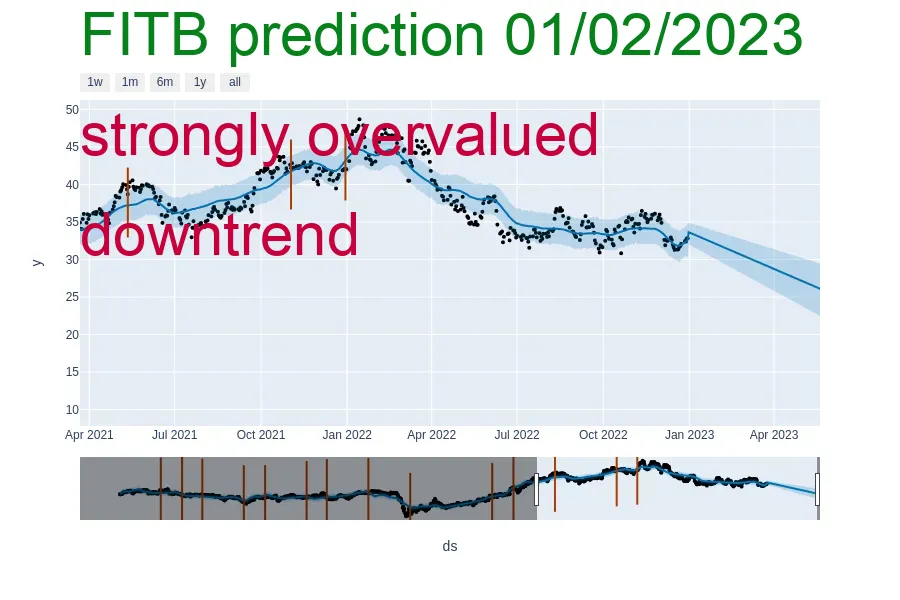 FITB prediction 01/02/2023
1w 1m 6m 1y all
strongly overvalued
downtrend
50
45
40
35
30
25
20
15
10
y
Apr 2021 Jul 2021 Oct 2021 Jan 2022 Apr 2022 Jul 2022 Oct 2022 Jan 2023 Apr 2023
ds